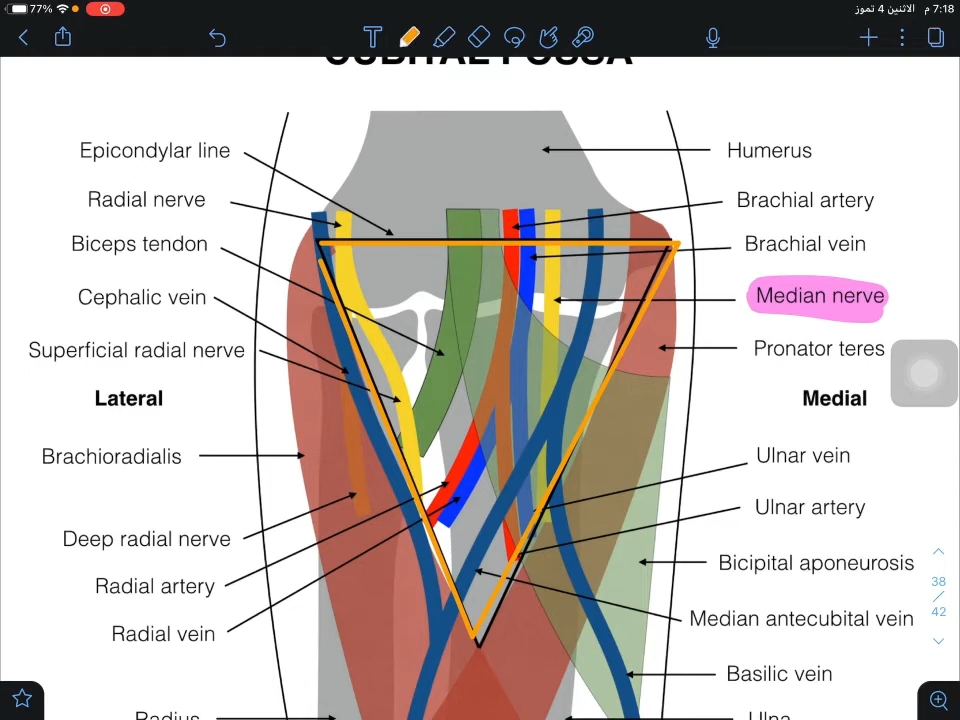 77%
7:18 م الاثنين 4 تموز
CUBITAL FOSSA
Epicondylar line
Humerus
Radial nerve
Brachial artery
Biceps tendon
Brachial vein
Cephalic vein
Median nerve
Superficial radial nerve
Pronator teres
Lateral
Medial
Brachioradialis
Ulnar vein
Ulnar artery
Deep radial nerve
Bicipital aponeurosis
38
Radial artery
42
Median antecubital vein
Radial vein
Basilic vein
Radius
Ulna